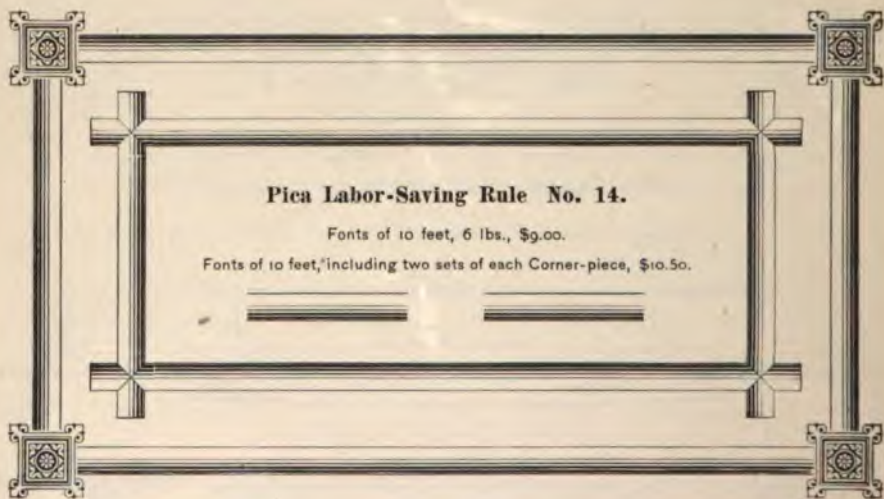 Pica Labor-Saving Rule No. 14.
Fonts of 10 feet, 6 lbs., $9.00.
Fonts of 10 feet, including two sets of each Corner-piece, $10.50.